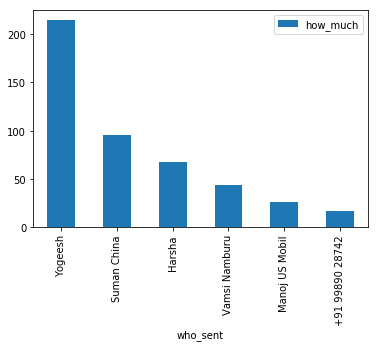 how_much
200
150
100
50
0
Yogeesh
Suman China
Harsha
Vamsi Namburu
Manoj US Mobil
+91 99890 28742
who_sent